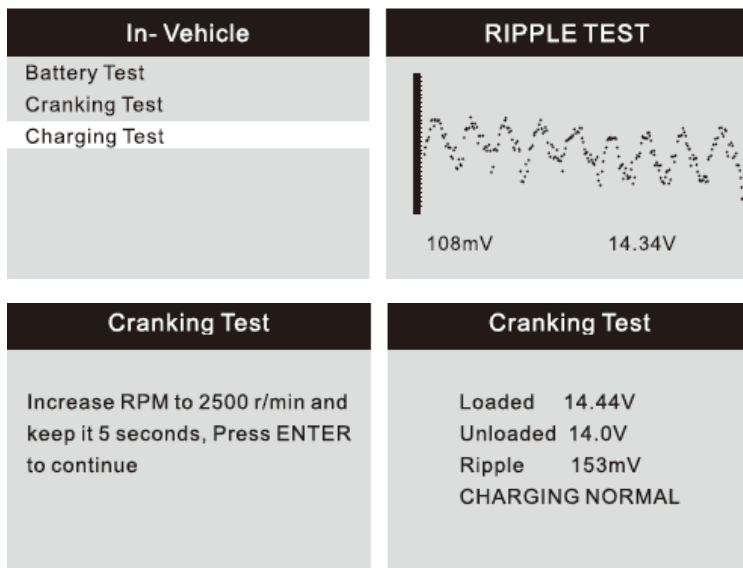 In- Vehicle
Battery Test
Cranking Test
Charging Test
RIPPLE TEST
108mV 14.34V
Cranking Test
Increase RPM to 2500 r/min and
keep it 5 seconds, Press ENTER
to continue
Cranking Test
Loaded 14.44V
Unloaded 14.0V
Ripple 153mV
CHARGING NORMAL